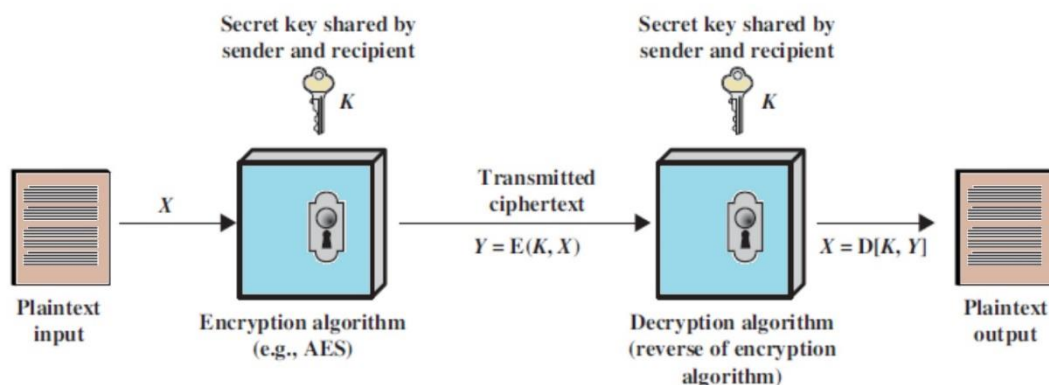 Secret key shared by
sender and recipient
K
Secret key shared by
sender and recipient
K
X
Transmitted
ciphertext
Y = E(K, X)
X = D[K, Y]
Plaintext
input
Encryption algorithm
(e.g., AES)
Decryption algorithm
(reverse of encryption
algorithm)
Plaintext
output